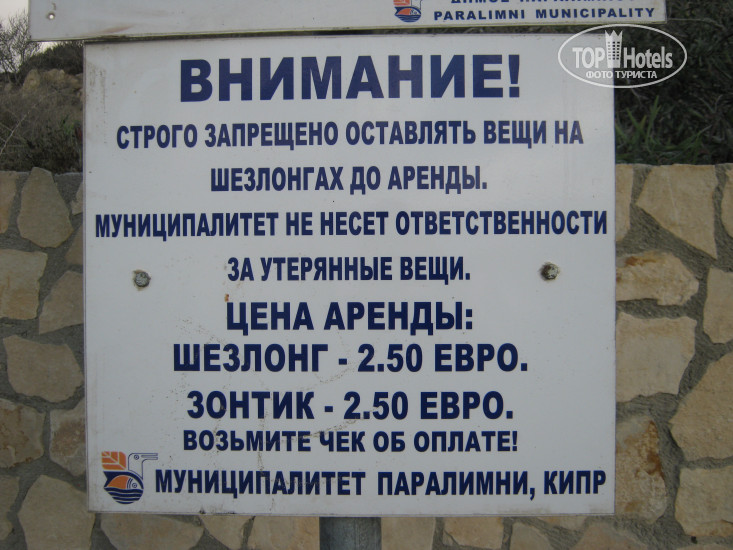 PARALIMNI MUNICIPALITY
TOP Hotels
ФОТО ТУРИСТА
ВНИМАНИЕ!
СТРОГО ЗАПРЕЩЕНО ОСТАВЛЯТЬ ВЕЩИ НА
ШЕЗЛОНГАХ ДО АРЕНДЫ.
МУНИЦИПАЛИТЕТ НЕ НЕСЕТ ОТВЕТСТВЕННОСТИ
ЗА УТЕРЯННЫЕ ВЕЩИ.
ЦЕНА АРЕНДЫ:
ШЕЗЛОНГ - 2.50 ЕВРО.
ЗОНТИК - 2.50 ЕВРО.
ВОЗЬМИТЕ ЧЕК ОБ ОПЛАТЕ!
МУНИЦИПАЛИТЕТ ПАРАЛИМНИ, КИПР